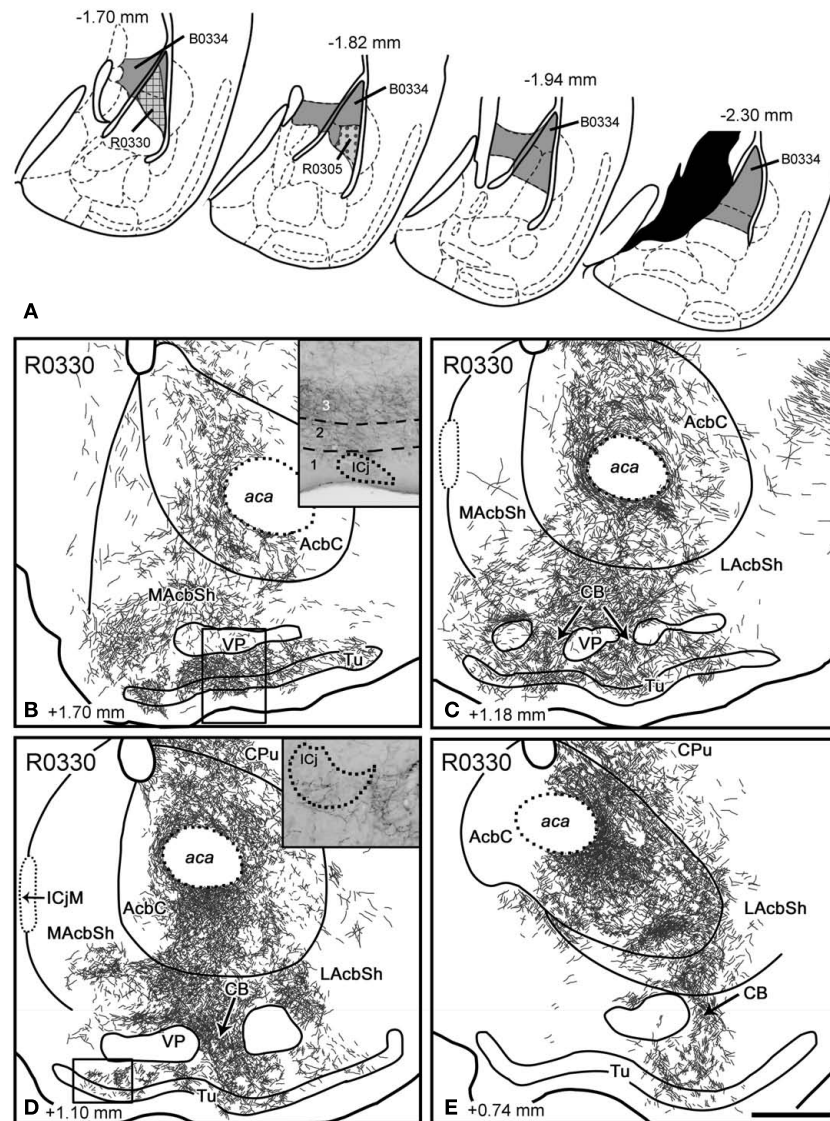 -1.70 mm
B0334
R0330
-1.82 mm
B0334
R0305
-1.94 mm
B0334
-2.30 mm
B0334
A
R0330
3
2
1
ICj
aca
AcbC
MAcbSh
VP
Tu
B
+1.70 mm
R0330
AcbC
aca
MAcbSh
LAcbSh
CB
VP
Tu
C
+1.18 mm
R0330
CPu
ICj
aca
ICjM
AcbC
MAcbSh
LAcbSh
CB
VP
Tu
D
+1.10 mm
R0330
CPu
aca
AcbC
LAcbSh
CB
Tu
E
+0.74 mm